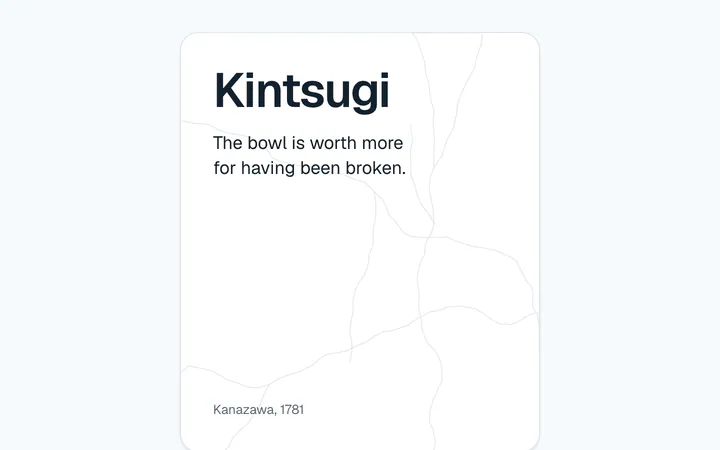 Kintsugi
The bowl is worth more
for having been broken.
Kanazawa, 1781